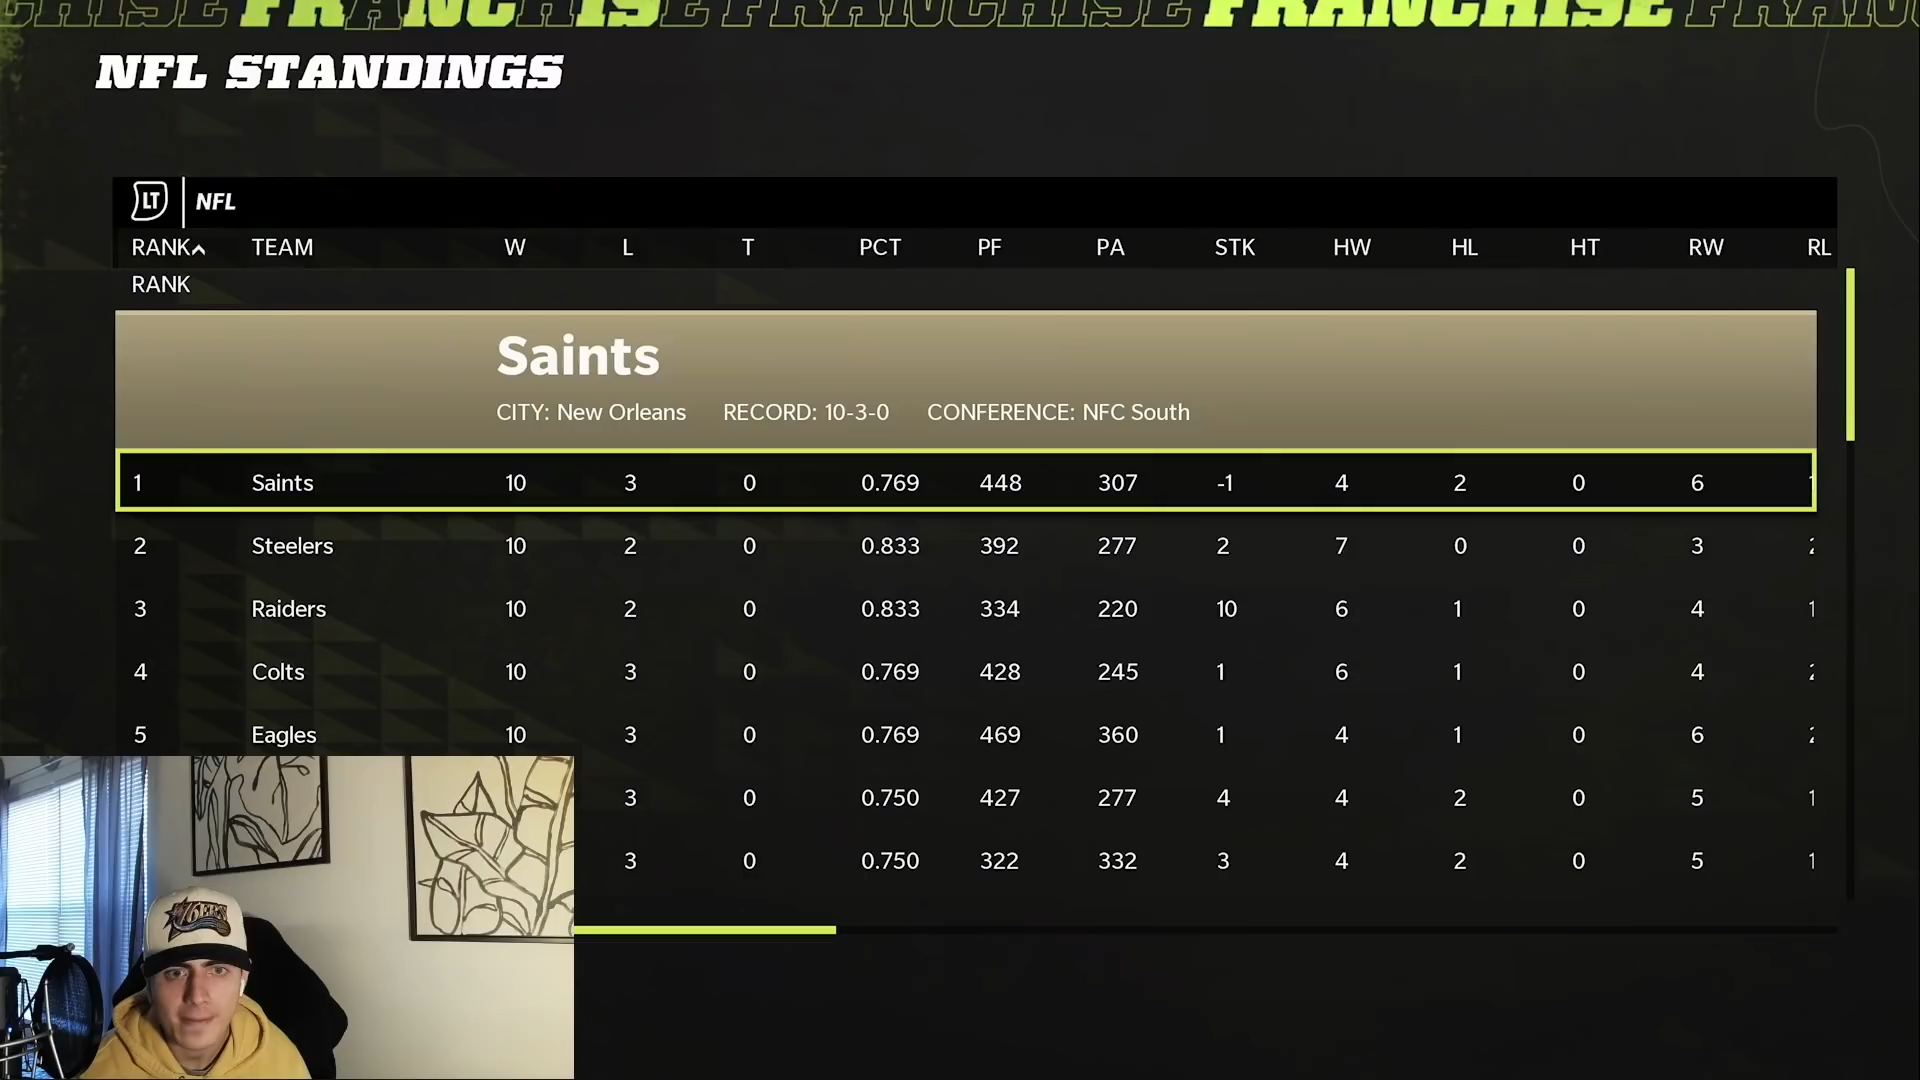 CHISE FRANCHISE FRANCHISE FRANCHISE FRAN
NFL STANDINGS
LT NFL
RANK TEAM W L T PCT PF PA STK HW HL HT RW RL
RANK
Saints
CITY: New Orleans RECORD: 10-3-0 CONFERENCE: NFC South
1 Saints 10 3 0 0.769 448 307 -1 4 2 0 6
2 Steelers 10 2 0 0.833 392 277 2 7 0 0 3
3 Raiders 10 2 0 0.833 334 220 10 6 1 0 4 1
4 Colts 10 3 0 0.769 428 245 1 6 1 0 4
5 Eagles 10 3 0 0.769 469 360 1 4 1 0 6
3 0 0.750 427 277 4 4 2 0 5 1
3 0 0.750 322 332 3 4 2 0 5 1
76ERS